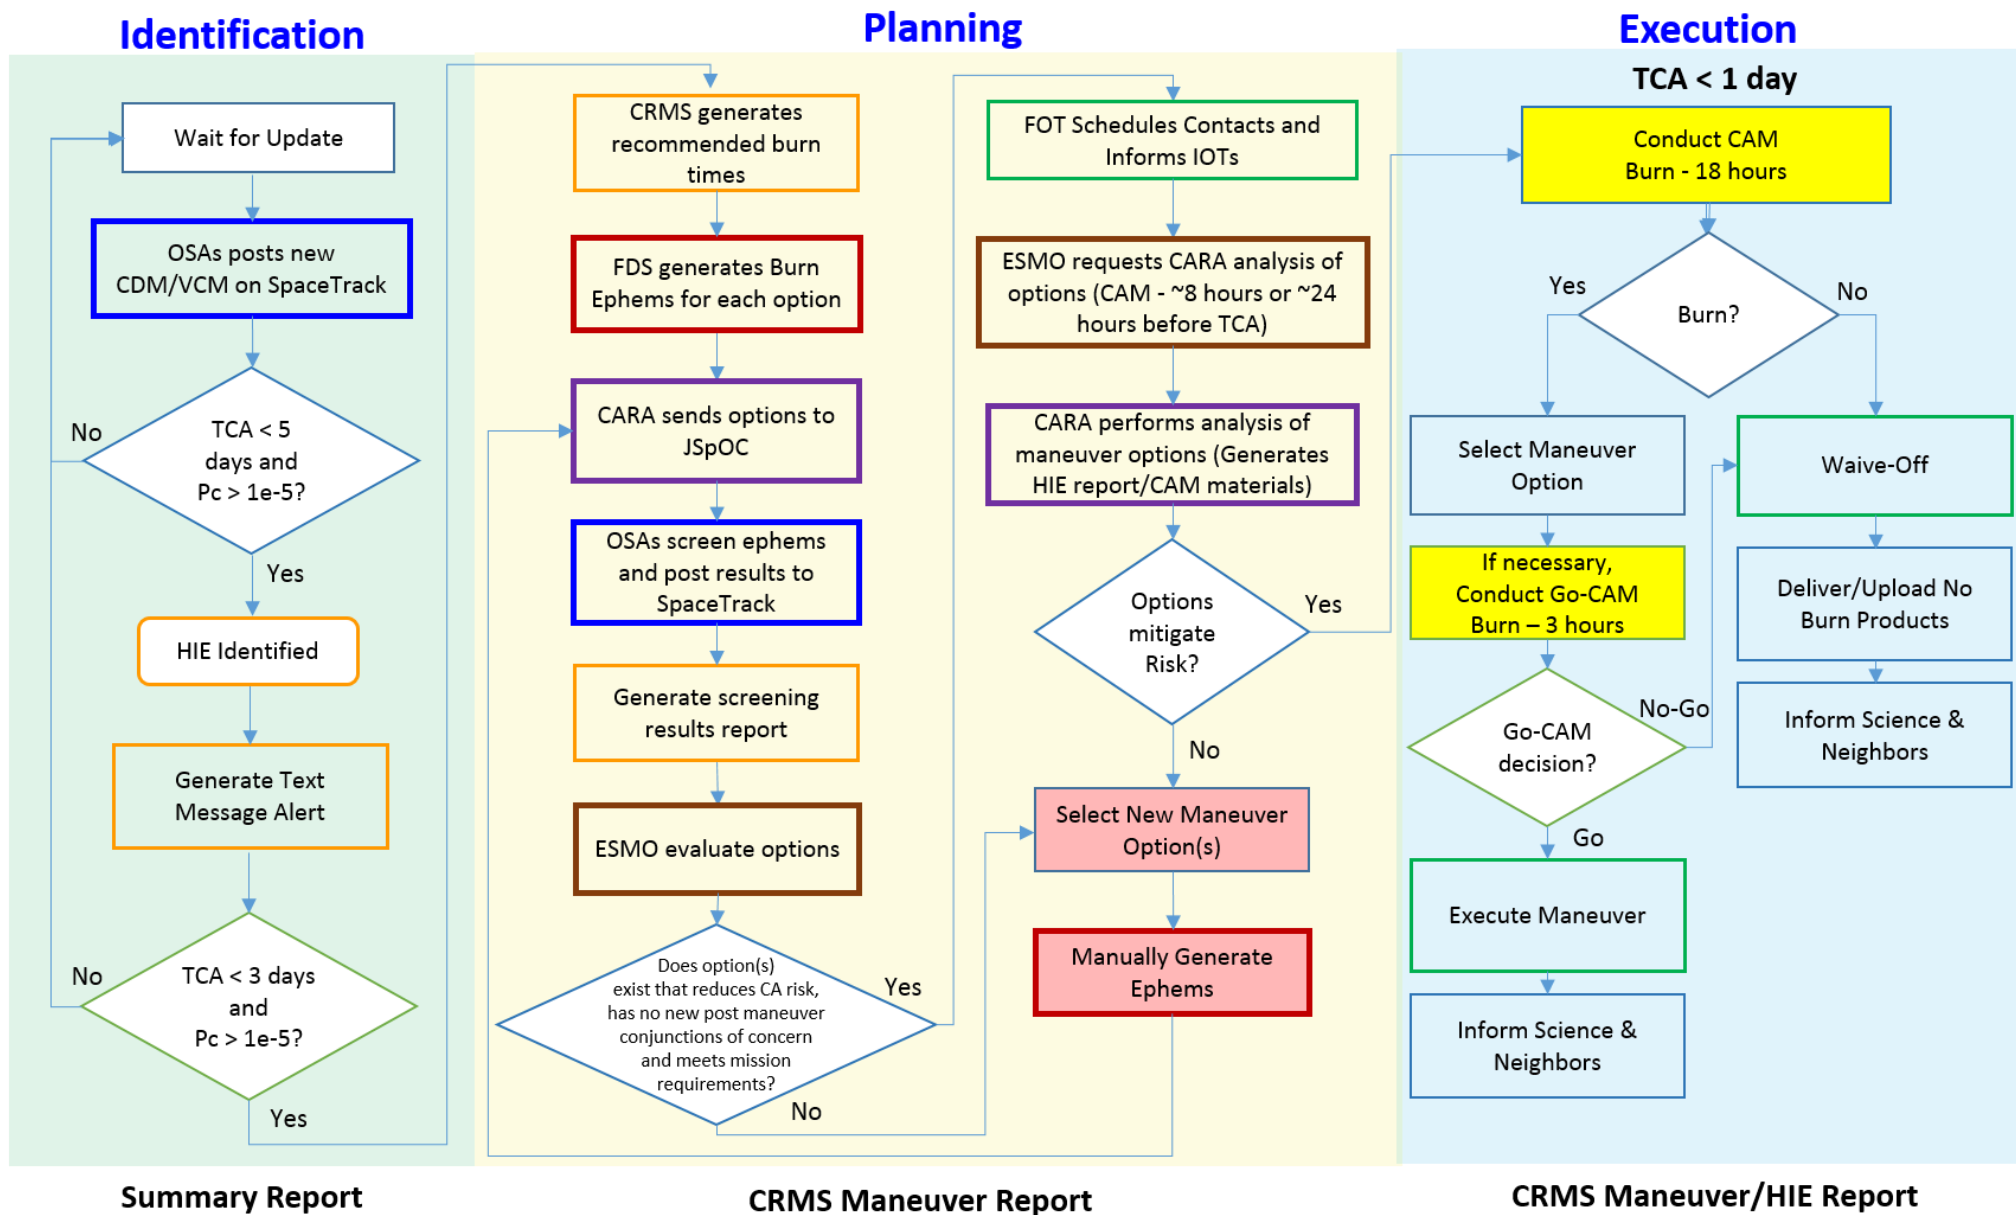 Identification
Planning
Execution
Wait for Update
OSAs posts new
CDM/VCM on SpaceTrack
No
TCA < 5
days and
Pc > 1e-5?
Yes
HIE Identified
Generate Text
Message Alert
No
TCA < 3 days
and
Pc > 1e-5?
Yes
Summary Report
CRMS generates
recommended burn
times
FDS generates Burn
Ephems for each option
CARA sends options to
JSpOC
OSAs screen ephems
and post results to
SpaceTrack
Generate screening
results report
ESMO evaluate options
Does option(s)
exist that reduces CA risk,
has no new post maneuver
conjunctions of concern
and meets mission
requirements?
Yes
No
FOT Schedules Contacts and
Informs IOTs
ESMO requests CARA analysis of
options (CAM - ~8 hours or ~24
hours before TCA)
CARA performs analysis of
maneuver options (Generates
HIE report/CAM materials)
Options
mitigate
Risk?
Yes
No
Select New Maneuver
Option(s)
Manually Generate
Ephems
CRMS Maneuver Report
TCA < 1 day
Conduct CAM
Burn - 18 hours
Yes
Burn?
No
Select Maneuver
Option
If necessary,
Conduct Go-CAM
Burn – 3 hours
No-Go
Go-CAM
decision?
Go
Execute Maneuver
Inform Science &
Neighbors
Waive-Off
Deliver/Upload No
Burn Products
Inform Science &
Neighbors
CRMS Maneuver/HIE Report